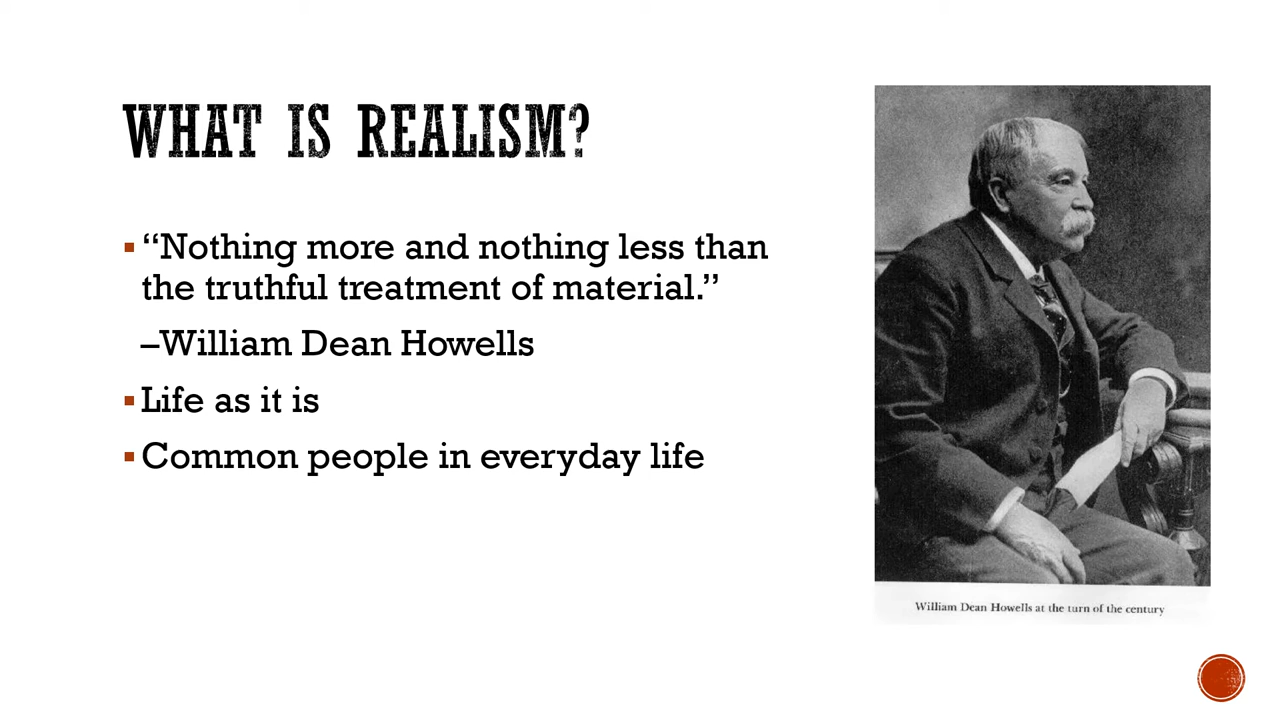 WHAT IS REALISM?
“Nothing more and nothing less than
the truthful treatment of material.”
–William Dean Howells
Life as it is
Common people in everyday life
William Dean Howells at the turn of the century